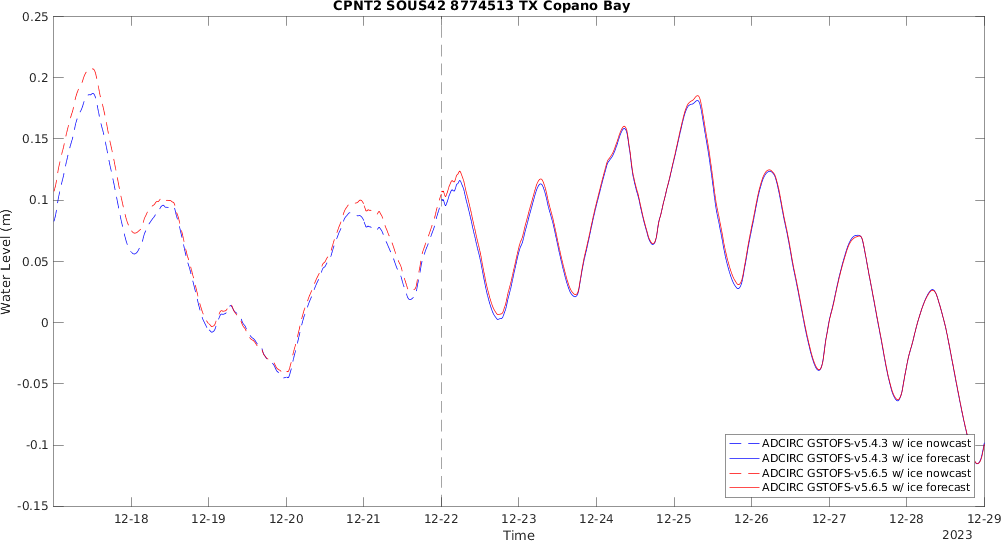 CPNT2 SOUS42 8774513 TX Copano Bay
0.25
0.2
0.15
0.1
0.05
0
-0.05
-0.1
-0.15
Water Level (m)
ADCIRC GSTOFS-v5.4.3 w/ ice nowcast
ADCIRC GSTOFS-v5.4.3 w/ ice forecast
ADCIRC GSTOFS-v5.6.5 w/ ice nowcast
ADCIRC GSTOFS-v5.6.5 w/ ice forecast
12-18 12-19 12-20 12-21 12-22 12-23 12-24 12-25 12-26 12-27 12-28 12-29
Time 2023